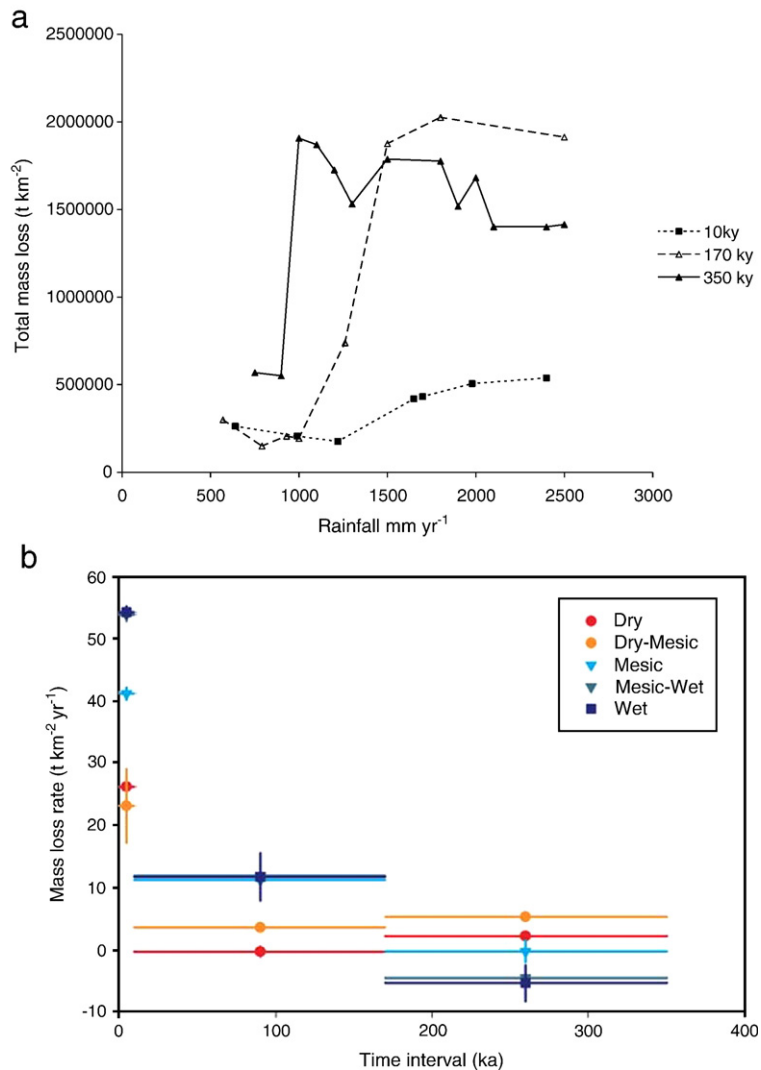 a
2500000
2000000
1500000
1000000
500000
0
Total mass loss (t km⁻²)
0 500 1000 1500 2000 2500 3000
Rainfall mm yr⁻¹
10ky
170 ky
350 ky
b
60
50
40
30
20
10
0
-10
Mass loss rate (t km⁻² yr⁻¹)
0 100 200 300 400
Time interval (ka)
Dry
Dry-Mesic
Mesic
Mesic-Wet
Wet